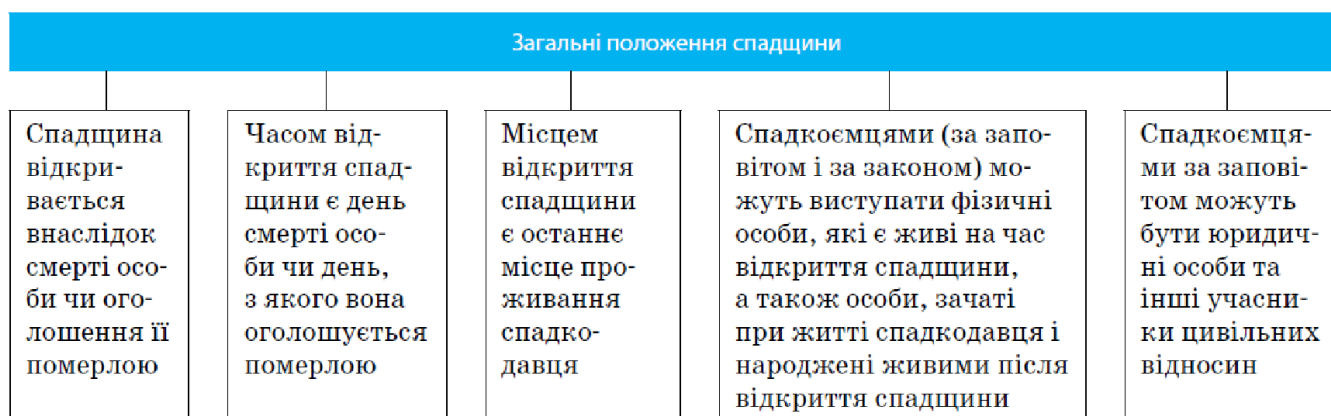 Загальні положення спадщини
Спадщина
відкри-
вається
внаслідок
смерті осо-
би чи ого-
лошення її
померлою
Часом від-
криття спад-
щини є день
смерті осо-
би чи день,
з якого вона
оголошується
померлою
Місцем
відкриття
спадщини
є останнє
місце про-
живання
спадко-
давця
Спадкоємцями (за запо-
вітом і за законом) мо-
жуть виступати фізичні
особи, які є живі на час
відкриття спадщини,
а також особи, зачаті
при житті спадкодавця і
народжені живими після
відкриття спадщини
Спадкоємця-
ми за запові-
том можуть
бути юридич-
ні особи та
інші учасни-
ки цивільних
відносин